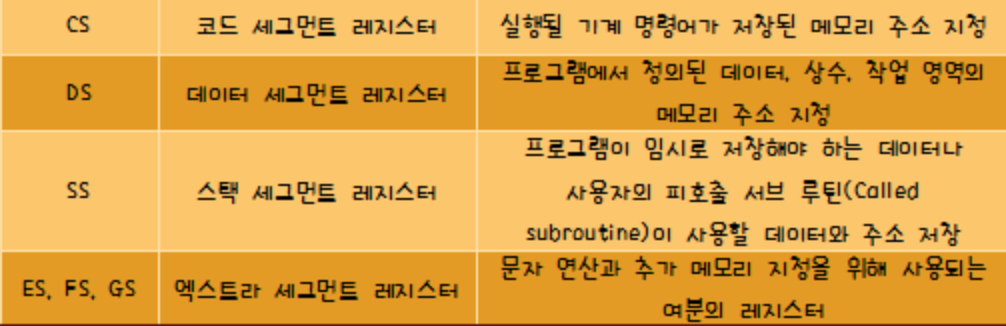 CS 코드 세그먼트 레지스터 실행될 기계 명령어가 저장된 메모리 주소 지정
DS 데이터 세그먼트 레지스터 프로그램에서 정의된 데이터, 상수, 작업 영역의
메모리 주소 지정
SS 스택 세그먼트 레지스터 프로그램이 임시로 저장해야 하는 데이터나
사용자의 피호출 서브 루틴(Called
subroutine)이 사용할 데이터와 주소 저장
ES, FS, GS 엑스트라 세그먼트 레지스터 문자 연산과 추가 메모리 지정을 위해 사용되는
여분의 레지스터